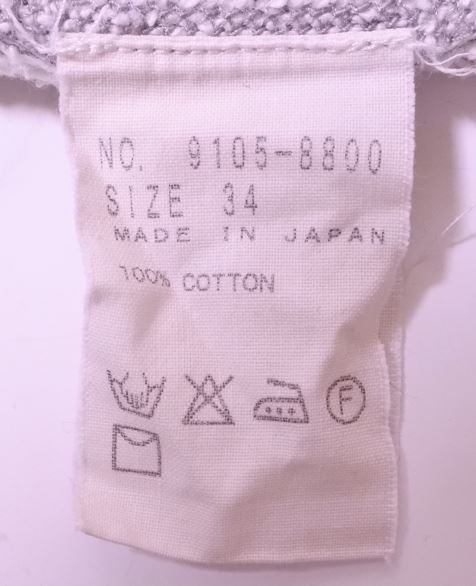 NO. 9105-8800
SIZE 34
MADE IN JAPAN
100% COTTON
F